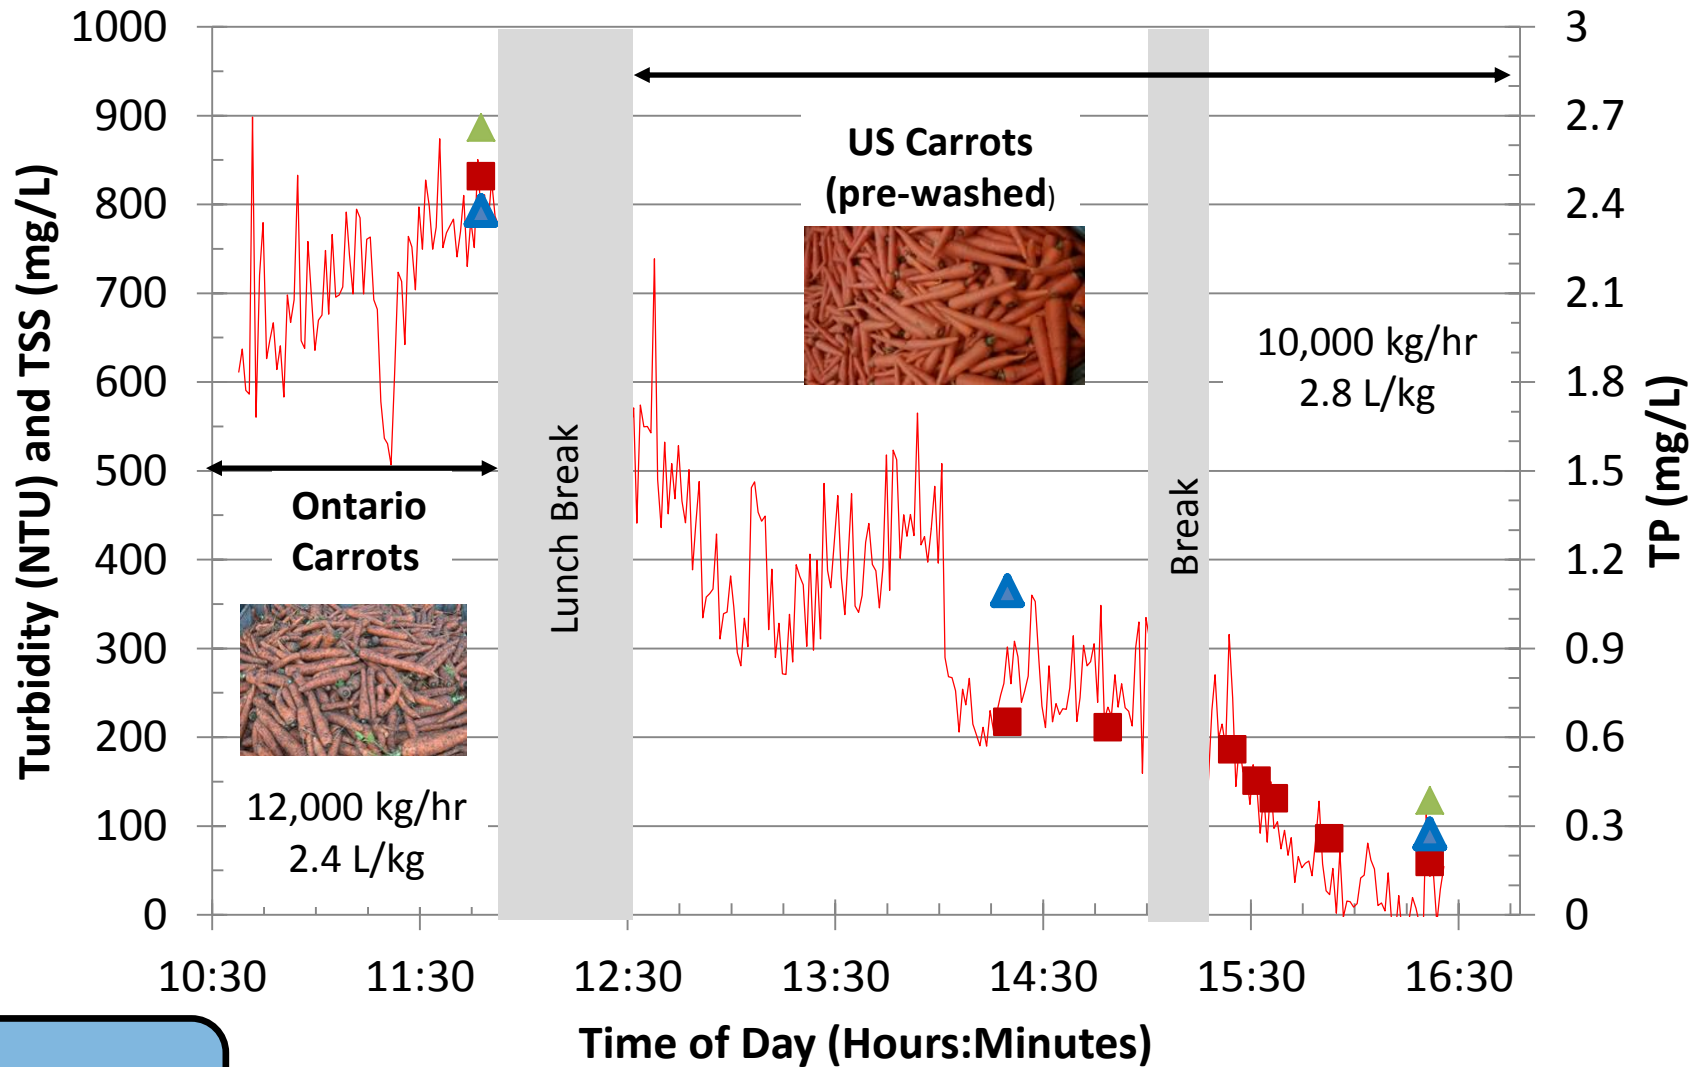 1000
900
800
700
600
500
400
300
200
100
0
Turbidity (NTU) and TSS (mg/L)
3
2.7
2.4
2.1
1.8
1.5
1.2
0.9
0.6
0.3
0
TP (mg/L)
US Carrots
(pre-washed)
10,000 kg/hr
2.8 L/kg
Ontario
Carrots
12,000 kg/hr
2.4 L/kg
Lunch Break
Break
10:30
11:30
12:30
13:30
14:30
15:30
16:30
Time of Day (Hours:Minutes)